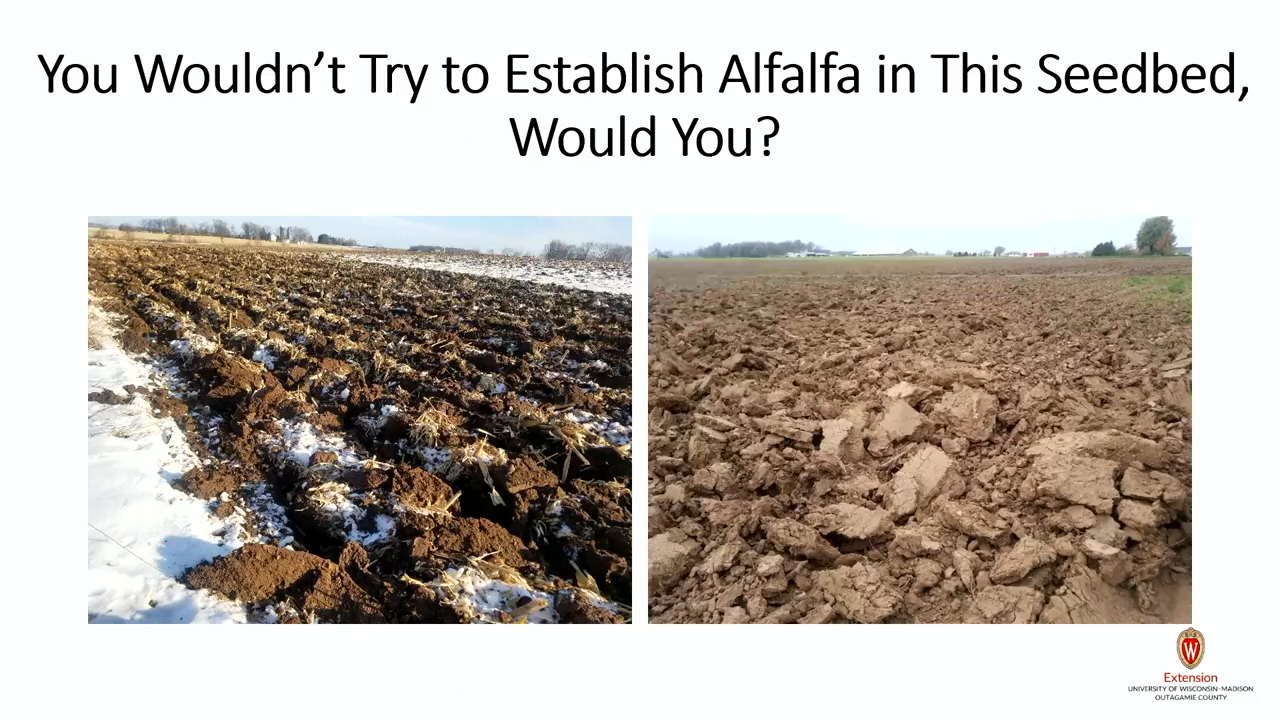 You Wouldn’t Try to Establish Alfalfa in This Seedbed,
Would You?
W
Extension
UNIVERSITY OF WISCONSIN-MADISON
OUTAGAMIE COUNTY